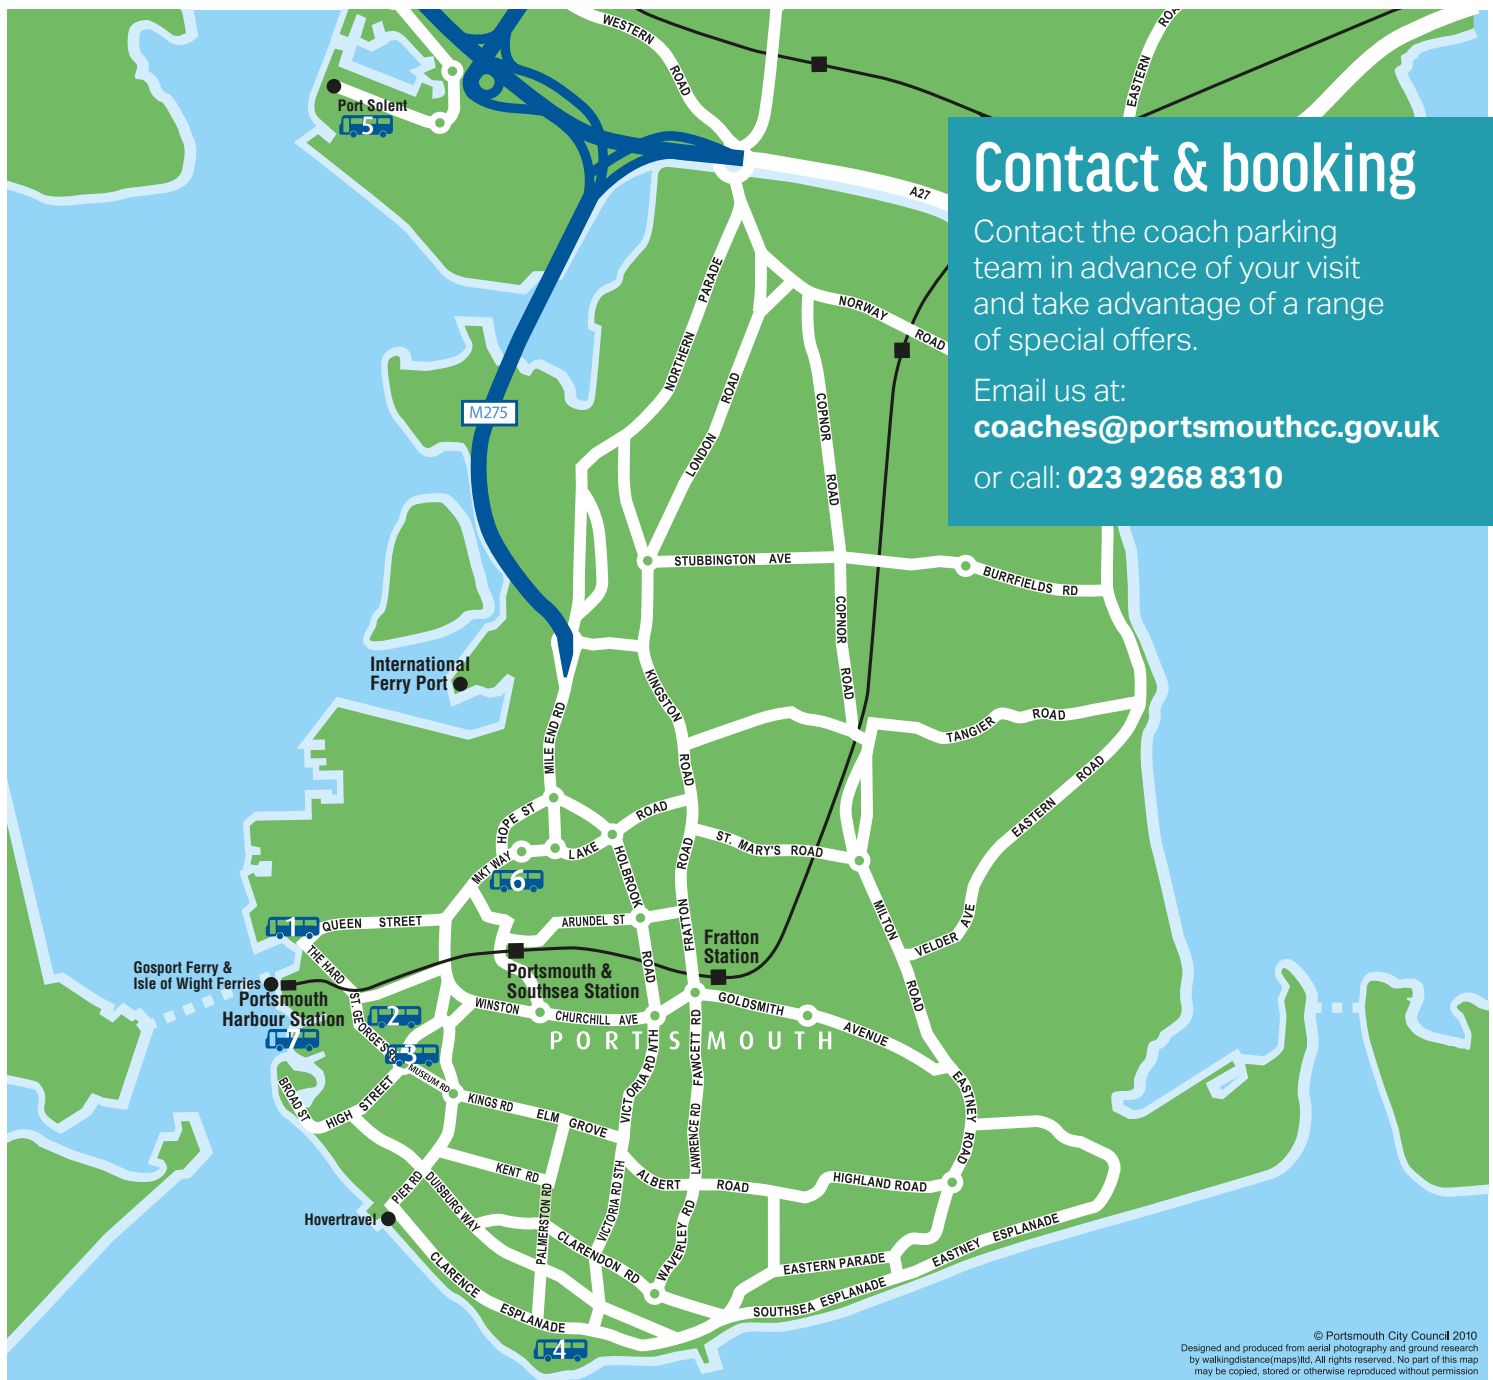 WESTERN
ROAD
EASTERN
ROA
Port Solent
5
A27
Contact & booking
Contact the coach parking
team in advance of your visit
and take advantage of a range
of special offers.
Email us at:
coaches@portsmouthcc.gov.uk
or call: 023 9268 8310
NORTHERN
PARADE
NORWAY
ROAD
M275
LONDON
ROAD
COPNOR
ROAD
STUBBINGTON AVE
BURRFIELDS RD
COPNOR
ROAD
International
Ferry Port
KINGSTON
ROAD
MILE END RD
TANGIER
ROAD
EASTERN
ROAD
HOPE ST
ROAD
LAKE
MKT WAY
6
HOLBROOK
ROAD
FRATTON
ROAD
ST. MARY'S ROAD
MILTON
ROAD
VELDER
AVE
1
QUEEN STREET
ARUNDEL ST
THE HARD
Fratton
Station
Gosport Ferry &
Isle of Wight Ferries
Portsmouth
Harbour Station
Portsmouth &
Southsea Station
ST. GEORGE'S
2
3
7
WINSTON
CHURCHILL AVE
GOLDSMITH
AVENUE
PORTSMOUTH
BROAD ST
HIGH STREET
MUSEUM RD
KINGS RD
ELM
GROVE
VICTORIA RD NTH
FAWCETT RD
LAWRENCE RD
EASTNEY
ROAD
KENT RD
PIER RD
DUISBURG WAY
PALMERSTON RD
VICTORIA RD STH
ALBERT
ROAD
HIGHLAND ROAD
WAVERLEY RD
Hovertravel
CLARENDON RD
CLARENCE
ESPLANADE
EASTERN PARADE
SOUTHSEA ESPLANADE
EASTNEY ESPLANADE
4
© Portsmouth City Council 2010
Designed and produced from aerial photography and ground research
by walkingdistance(maps)ltd, All rights reserved. No part of this map
may be copied, stored or otherwise reproduced without permission